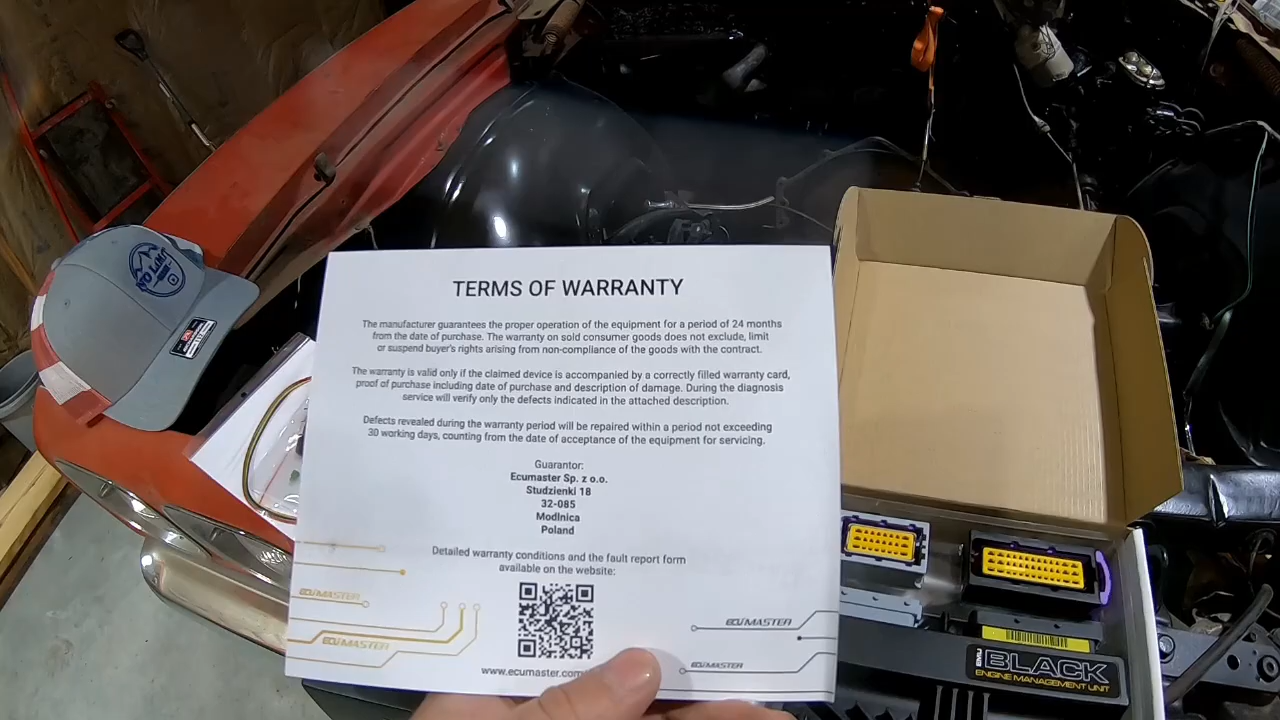 TERMS OF WARRANTY
The manufacturer guarantees the proper operation of the equipment for a period of 24 months
from the date of purchase. The warranty on sold consumer goods does not exclude, limit
or suspend buyer's rights arising from non-compliance of the goods with the contract.
The warranty is valid only if the claimed device is accompanied by a correctly filled warranty card,
proof of purchase including date of purchase and description of damage. During the diagnosis
service will verify only the defects indicated in the attached description.
Defects revealed during the warranty period will be repaired within a period not exceeding
30 working days, counting from the date of acceptance of the equipment for servicing.
Guarantor:
Ecumaster Sp. z o.o.
Studzienki 18
32-085
Modlnica
Poland
Detailed warranty conditions and the fault report form
available on the website:
www.ecumaster.com
ECUMASTER
ECUMASTER
ECUMASTER
ECUMASTER
EMU
BLACK
ENGINE MANAGEMENT UNIT